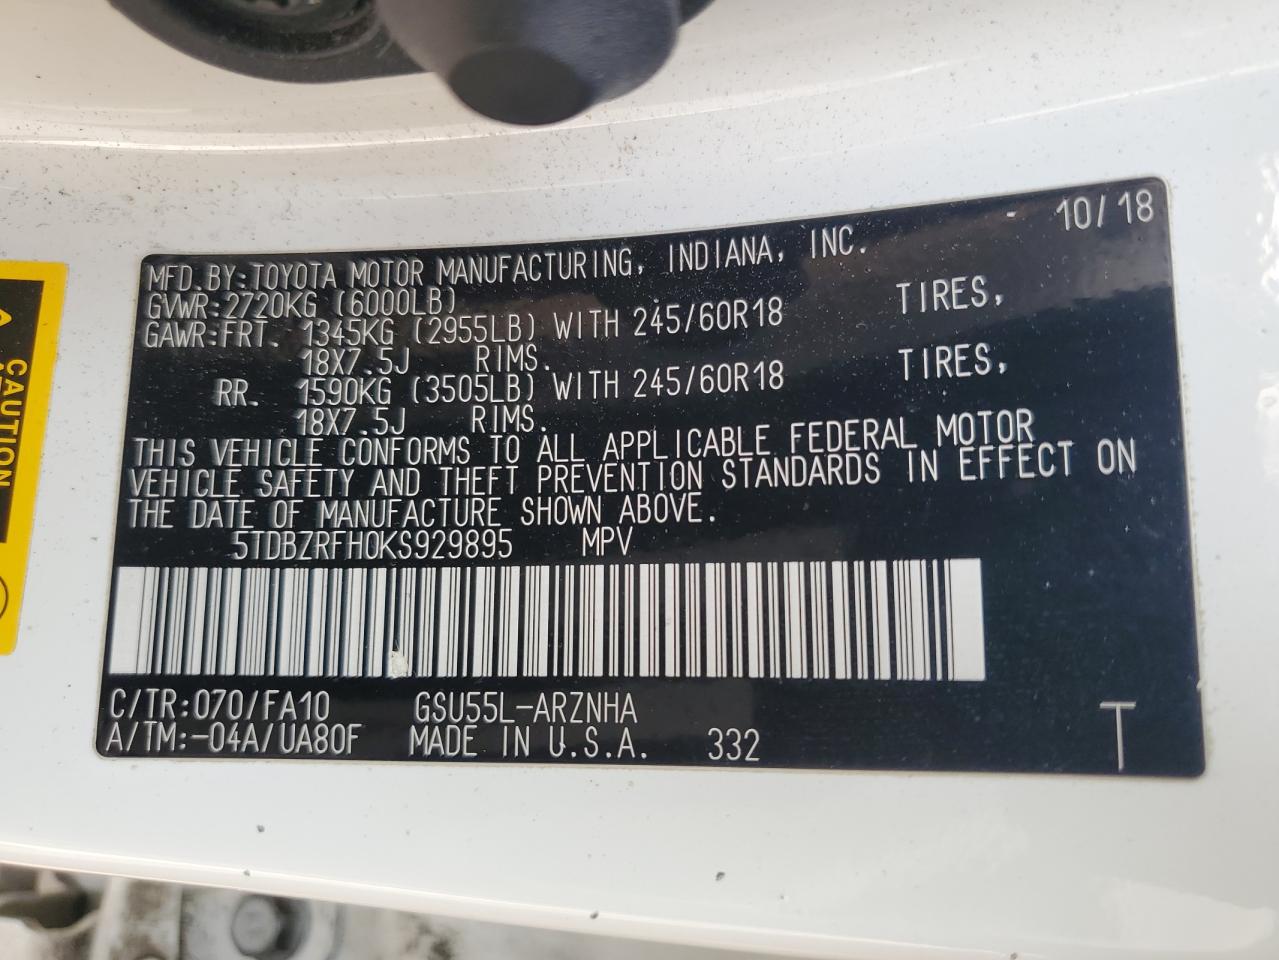 10/18
MFD.BY:TOYOTA MOTOR MANUFACTURING, INDIANA, INC.
GVWR:2720KG (6000LB)
GAWR:FRT. 1345KG (2955LB) WITH 245/60R18 TIRES,
18X7.5J RIMS.
RR. 1590KG (3505LB) WITH 245/60R18 TIRES,
18X7.5J RIMS.
THIS VEHICLE CONFORMS TO ALL APPLICABLE FEDERAL MOTOR
VEHICLE SAFETY AND THEFT PREVENTION STANDARDS IN EFFECT ON
THE DATE OF MANUFACTURE SHOWN ABOVE.
5TDBZRFH0KS929895 MPV
C/TR:070/FA10 GSU55L-ARZNHA
A/TM:-04A/UA80F MADE IN U.S.A. 332
T
CAUTION